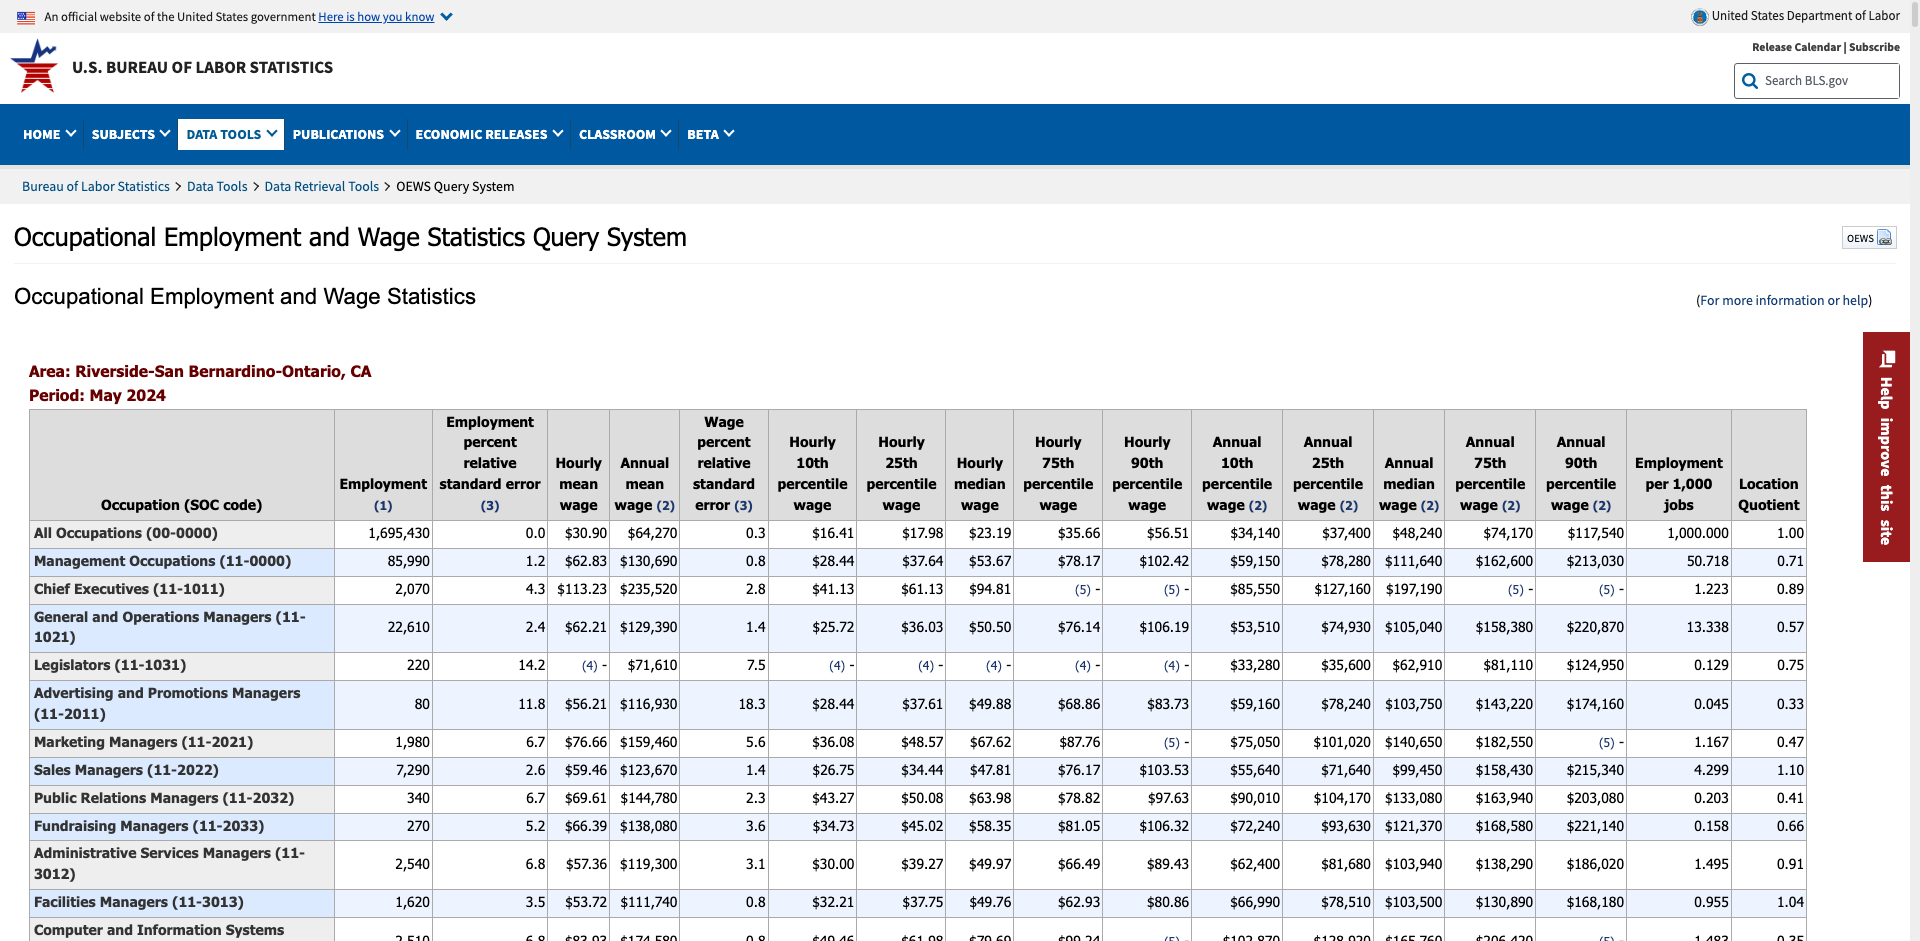 An official website of the United States government Here is how you know
United States Department of Labor
Release Calendar | Subscribe
U.S. BUREAU OF LABOR STATISTICS
Search BLS.gov
HOME SUBJECTS DATA TOOLS PUBLICATIONS ECONOMIC RELEASES CLASSROOM BETA
Bureau of Labor Statistics > Data Tools > Data Retrieval Tools > OEWS Query System
Occupational Employment and Wage Statistics Query System
OEWS
Occupational Employment and Wage Statistics
(For more information or help)
Help improve this site
Area: Riverside-San Bernardino-Ontario, CA
Period: May 2024
Occupation (SOC code) Employment (1) Employment percent relative standard error (3) Hourly mean wage Annual mean wage (2) Wage percent relative standard error (3) Hourly 10th percentile wage Hourly 25th percentile wage Hourly median wage Hourly 75th percentile wage Hourly 90th percentile wage Annual 10th percentile wage (2) Annual 25th percentile wage (2) Annual median wage (2) Annual 75th percentile wage (2) Annual 90th percentile wage (2) Employment per 1,000 jobs Location Quotient
All Occupations (00-0000) 1,695,430 0.0 $30.90 $64,270 0.3 $16.41 $17.98 $23.19 $35.66 $56.51 $34,140 $37,400 $48,240 $74,170 $117,540 1,000.000 1.00
Management Occupations (11-0000) 85,990 1.2 $62.83 $130,690 0.8 $28.44 $37.64 $53.67 $78.17 $102.42 $59,150 $78,280 $111,640 $162,600 $213,030 50.718 0.71
Chief Executives (11-1011) 2,070 4.3 $113.23 $235,520 2.8 $41.13 $61.13 $94.81 (5) - (5) - $85,550 $127,160 $197,190 (5) - (5) - 1.223 0.89
General and Operations Managers (11-1021) 22,610 2.4 $62.21 $129,390 1.4 $25.72 $36.03 $50.50 $76.14 $106.19 $53,510 $74,930 $105,040 $158,380 $220,870 13.338 0.57
Legislators (11-1031) 220 14.2 (4) - $71,610 7.5 (4) - (4) - (4) - (4) - (4) - $33,280 $35,600 $62,910 $81,110 $124,950 0.129 0.75
Advertising and Promotions Managers (11-2011) 80 11.8 $56.21 $116,930 18.3 $28.44 $37.61 $49.88 $68.86 $83.73 $59,160 $78,240 $103,750 $143,220 $174,160 0.045 0.33
Marketing Managers (11-2021) 1,980 6.7 $76.66 $159,460 5.6 $36.08 $48.57 $67.62 $87.76 (5) - $75,050 $101,020 $140,650 $182,550 (5) - 1.167 0.47
Sales Managers (11-2022) 7,290 2.6 $59.46 $123,670 1.4 $26.75 $34.44 $47.81 $76.17 $103.53 $55,640 $71,640 $99,450 $158,430 $215,340 4.299 1.10
Public Relations Managers (11-2032) 340 6.7 $69.61 $144,780 2.3 $43.27 $50.08 $63.98 $78.82 $97.63 $90,010 $104,170 $133,080 $163,940 $203,080 0.203 0.41
Fundraising Managers (11-2033) 270 5.2 $66.39 $138,080 3.6 $34.73 $45.02 $58.35 $81.05 $106.32 $72,240 $93,630 $121,370 $168,580 $221,140 0.158 0.66
Administrative Services Managers (11-3012) 2,540 6.8 $57.36 $119,300 3.1 $30.00 $39.27 $49.97 $66.49 $89.43 $62,400 $81,680 $103,940 $138,290 $186,020 1.495 0.91
Facilities Managers (11-3013) 1,620 3.5 $53.72 $111,740 0.8 $32.21 $37.75 $49.76 $62.93 $80.86 $66,990 $78,510 $103,500 $130,890 $168,180 0.955 1.04
Computer and Information Systems